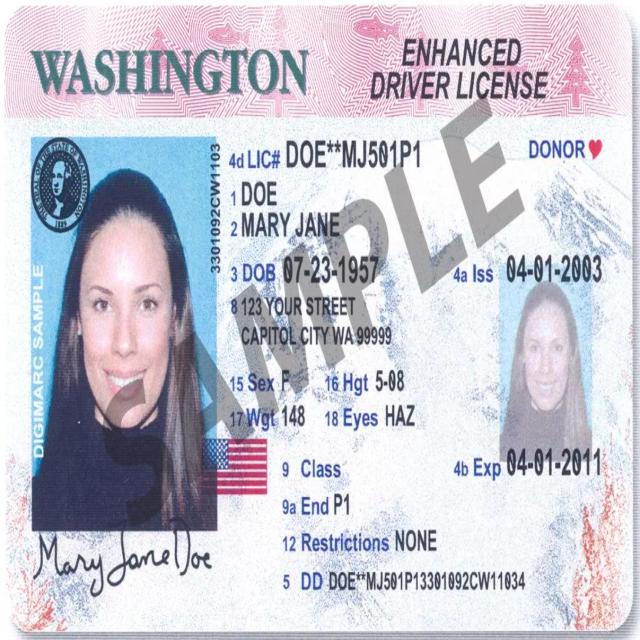 WASHINGTON
ENHANCED
DRIVER LICENSE
4d LIC# DOE**MJ501P1
DONOR
1 DOE
2 MARY JANE
3 DOB 07-23-1957
4a Iss 04-01-2003
8 123 YOUR STREET
CAPITOL CITY WA 99999
15 Sex F 16 Hgt 5-08
17 Wgt 148 18 Eyes HAZ
9 Class
4b Exp 04-01-2011
9a End P1
12 Restrictions NONE
5 DD DOE**MJ501P13301092CW11034
3301092CW1103
THE SEAL OF THE STATE OF WASHINGTON
1889
DIGIMARC SAMPLE
Mary Jane Doe
SAMPLE